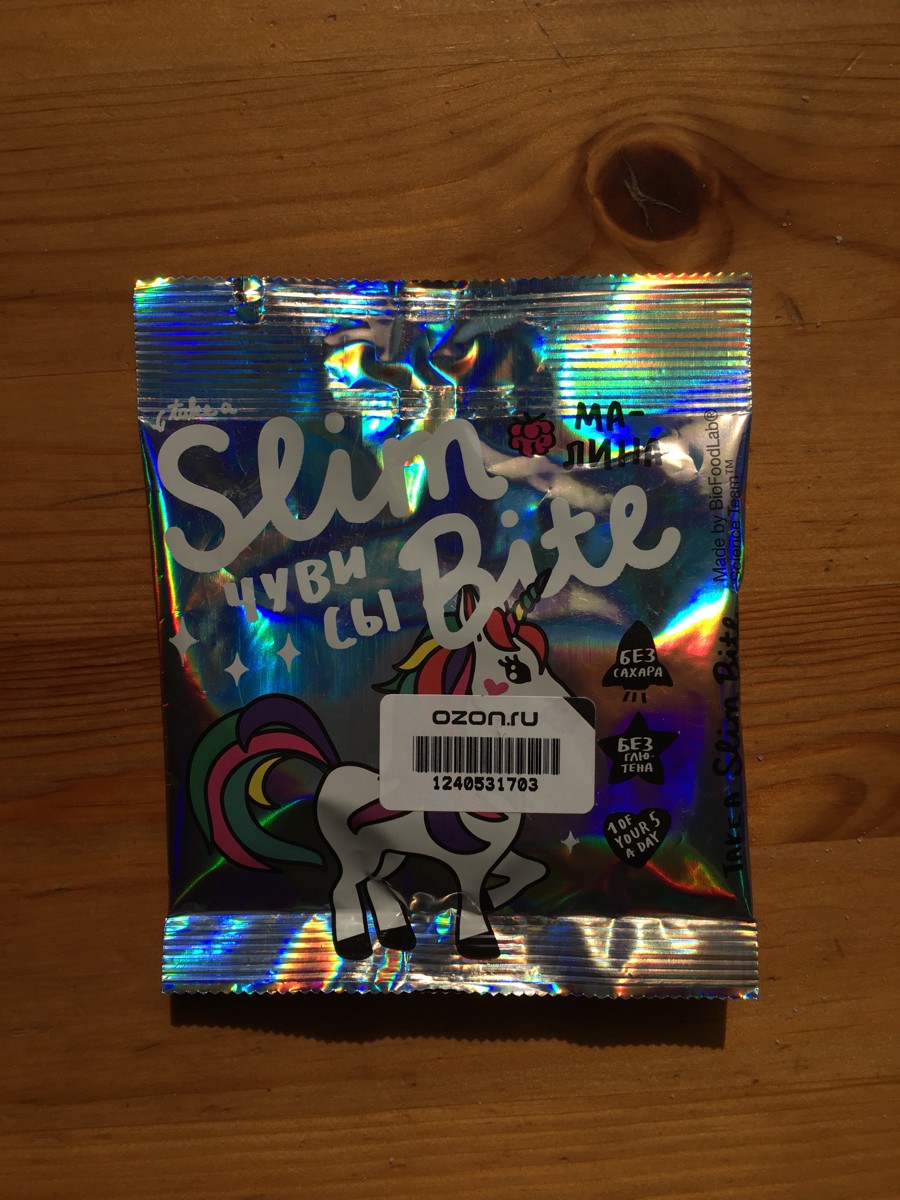 take a
Slim
Bite
МА-
ЛИНА
ЧУВИ
СЫ
Made by BioFoodLab®
Science Team™
БЕЗ
САХАРА
БЕЗ
ГЛЮ-
ТЕНА
1 OF
YOUR 5
A DAY
Take a Slim Bite
ozon.ru
1240531703